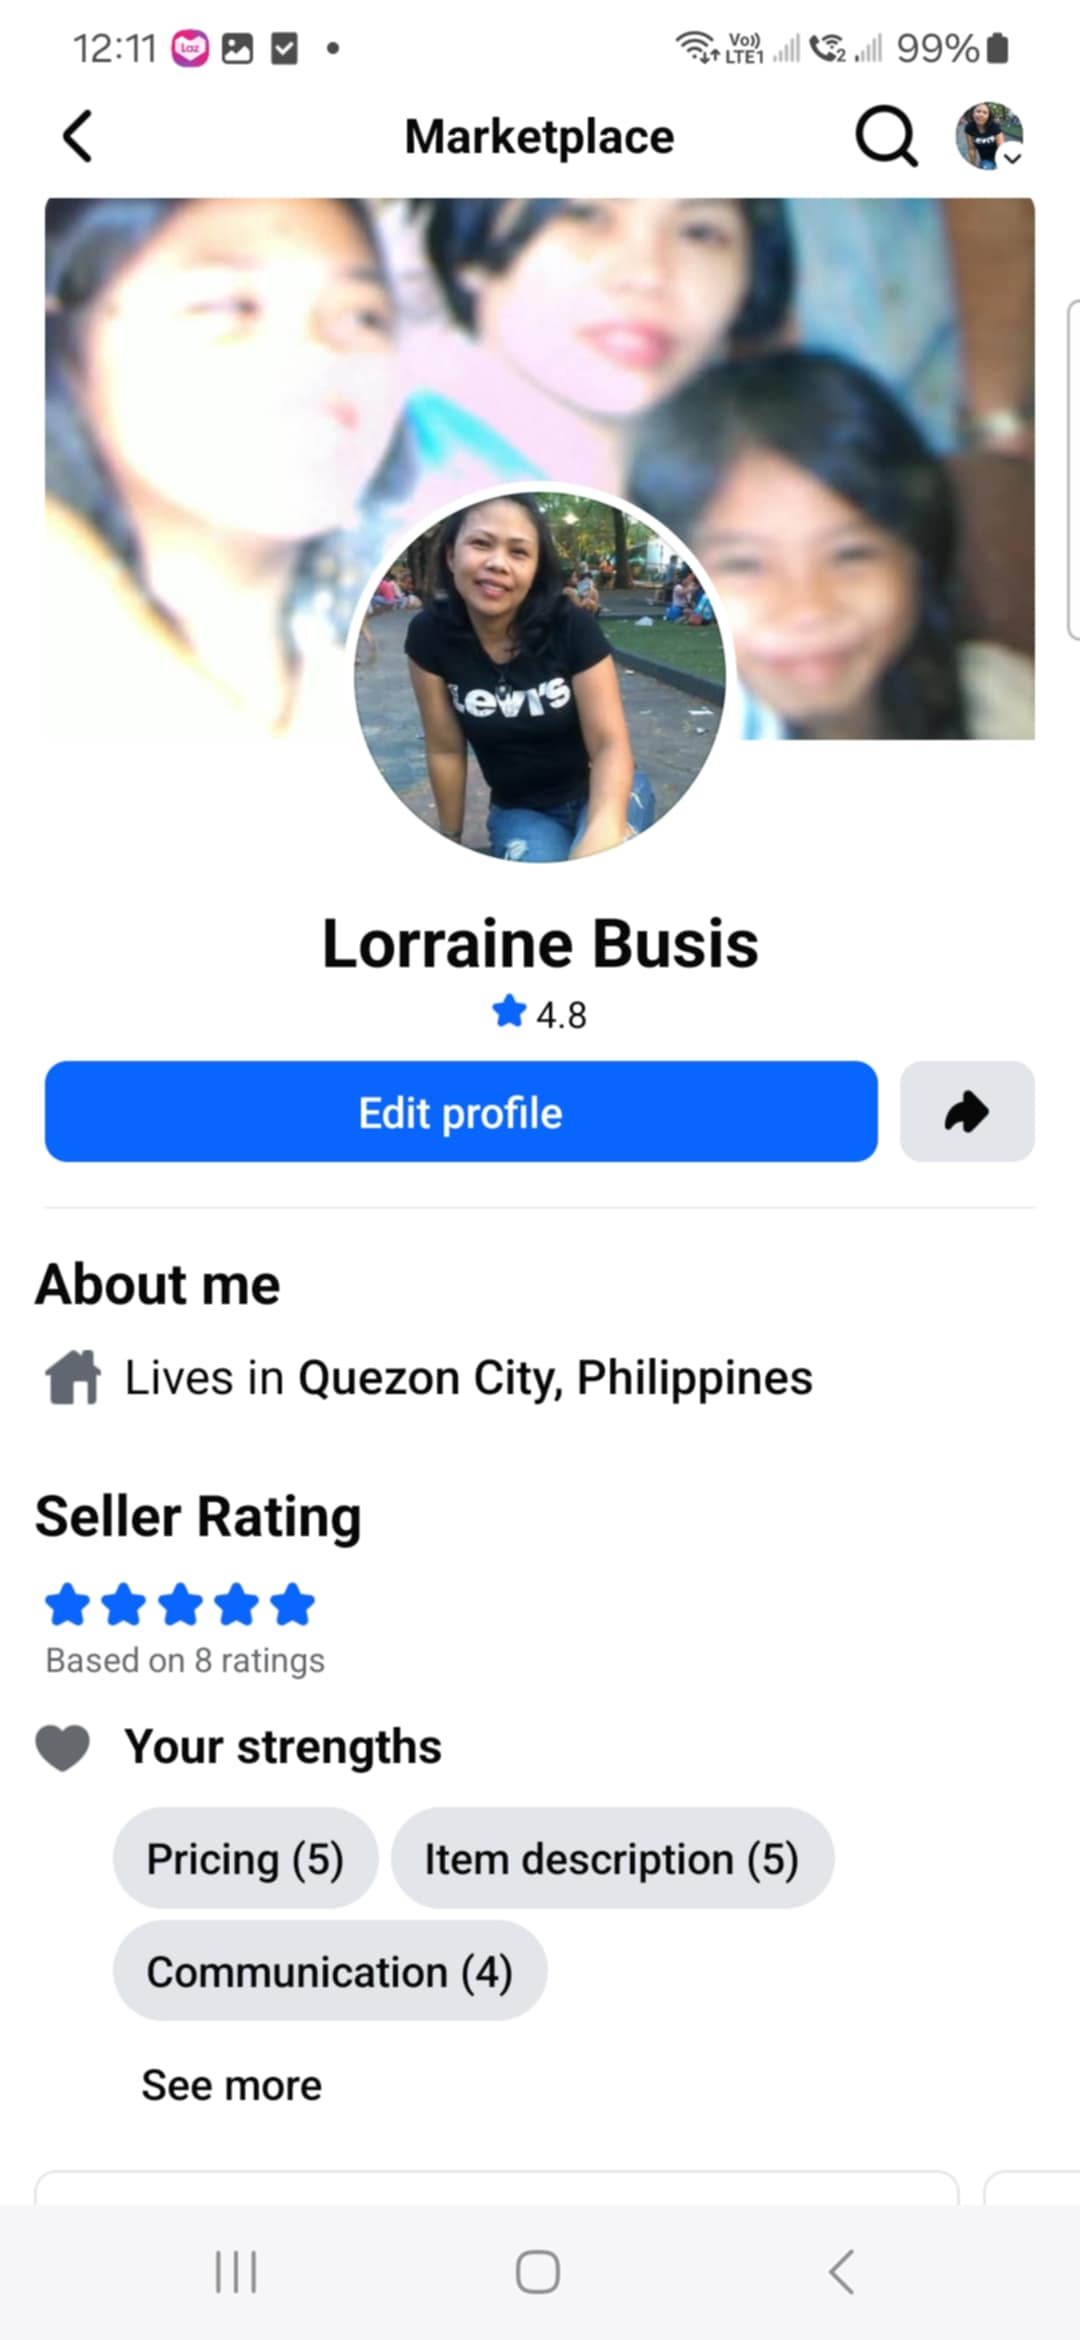 12:11 Laz Vo)) LTE1 2 99%
Marketplace
Levi's
Lorraine Busis
4.8
Edit profile
About me
Lives in Quezon City, Philippines
Seller Rating
Based on 8 ratings
Your strengths
Pricing (5) Item description (5)
Communication (4)
See more